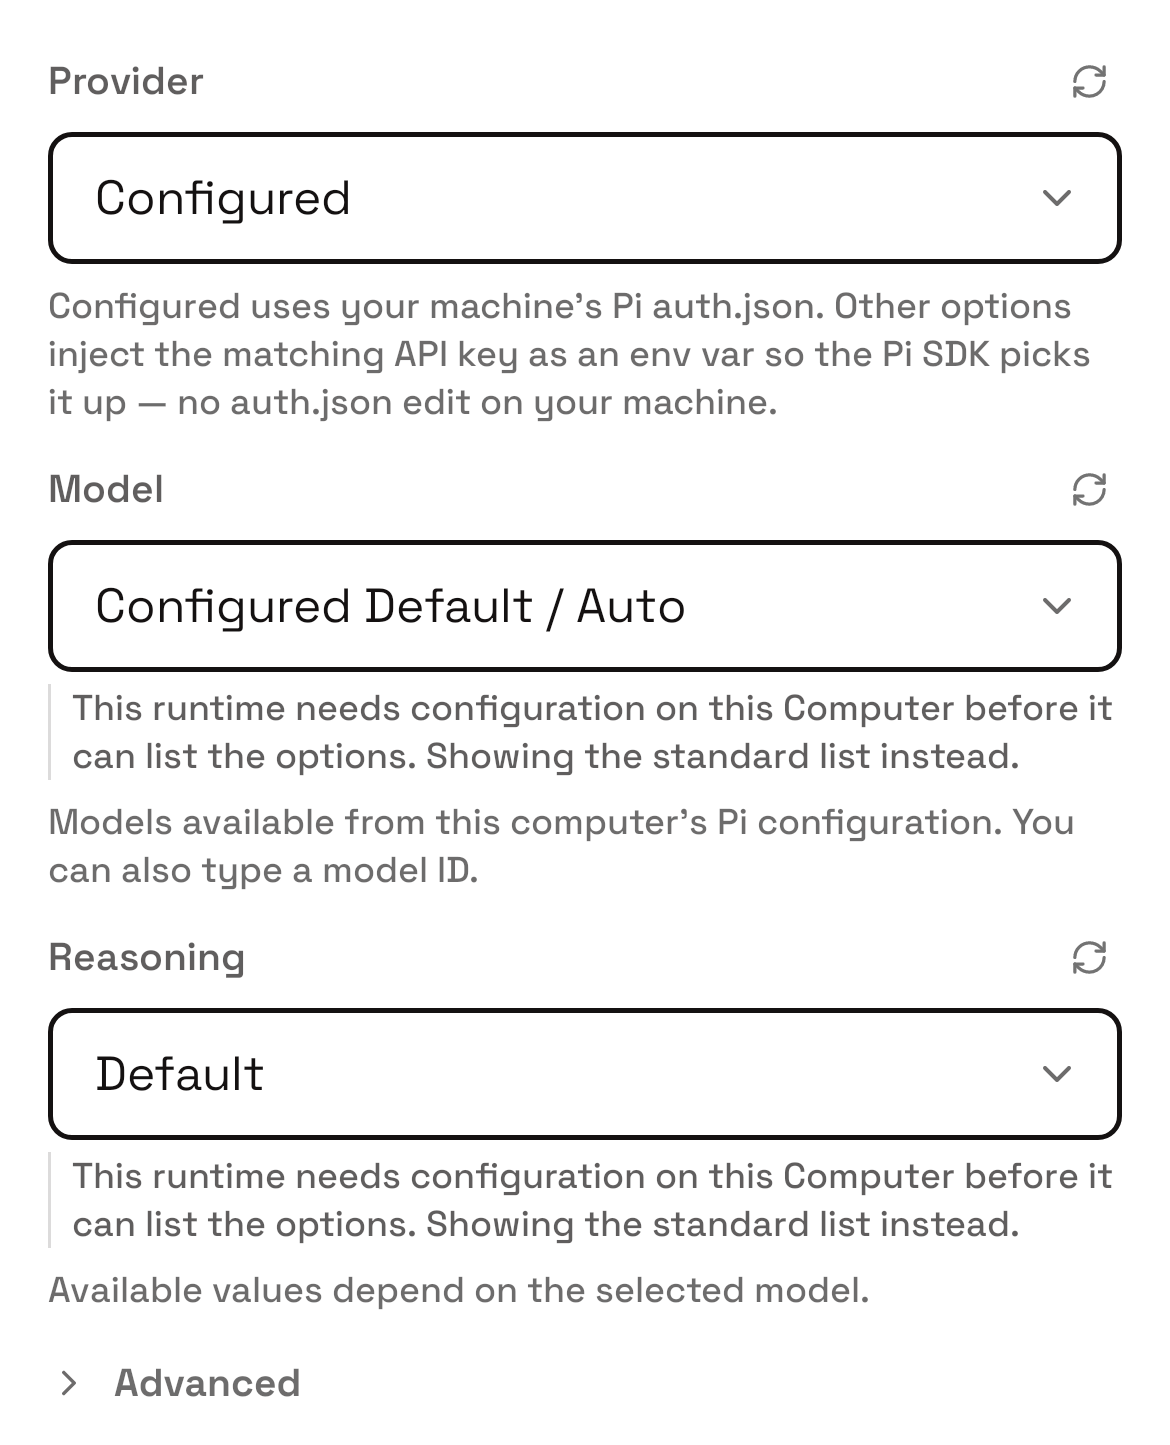 Provider
Configured
Configured uses your machine’s Pi auth.json. Other options
inject the matching API key as an env var so the Pi SDK picks
it up — no auth.json edit on your machine.
Model
Configured Default / Auto
This runtime needs configuration on this Computer before it
can list the options. Showing the standard list instead.
Models available from this computer’s Pi configuration. You
can also type a model ID.
Reasoning
Default
This runtime needs configuration on this Computer before it
can list the options. Showing the standard list instead.
Available values depend on the selected model.
Advanced